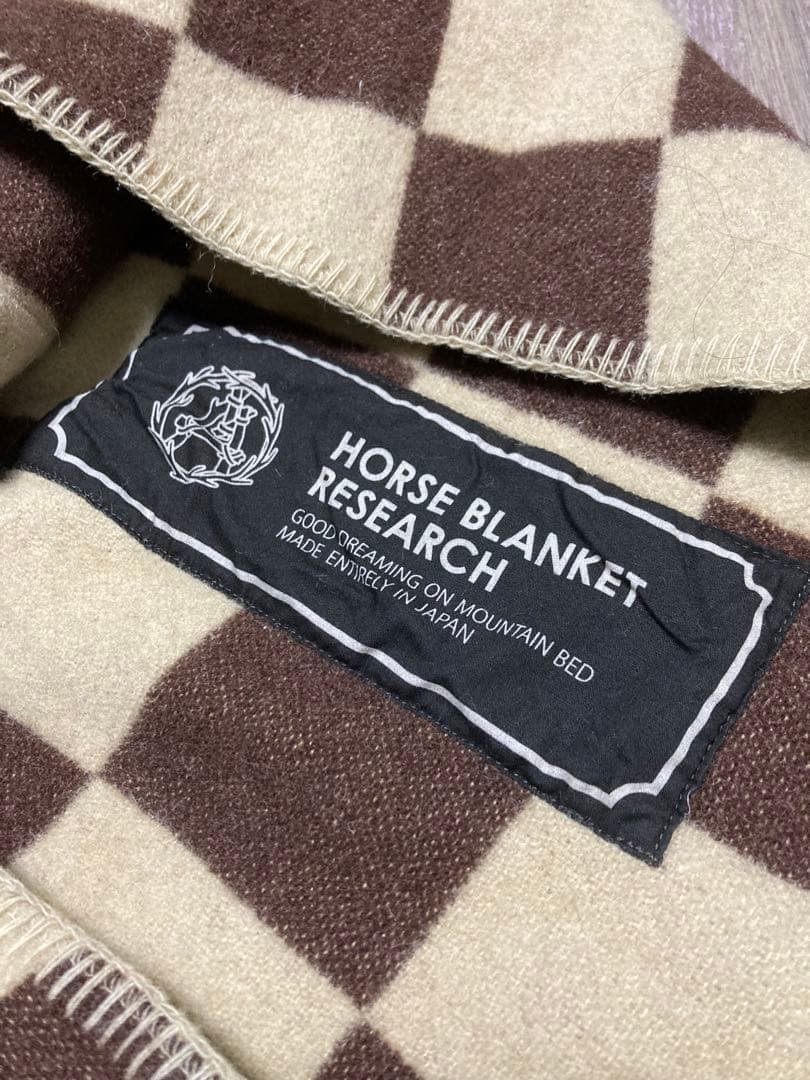 HORSE BLANKET
RESEARCH
GOOD DREAMING ON MOUNTAIN BED
MADE ENTIRELY IN JAPAN